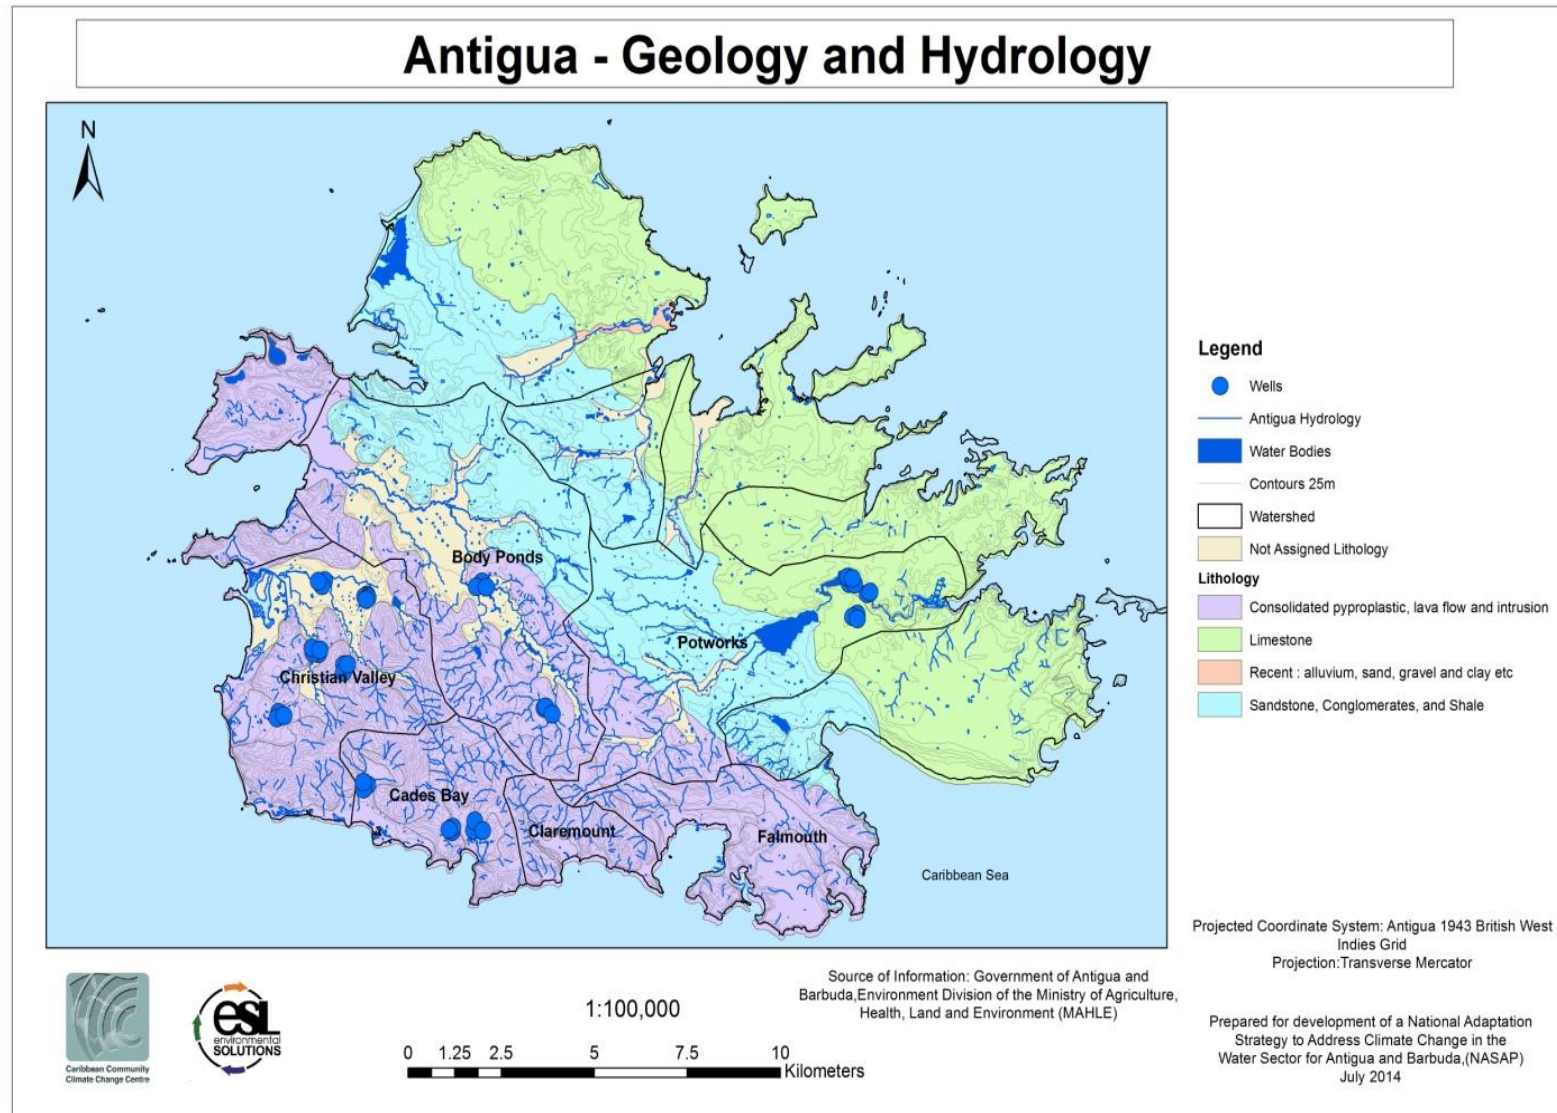 Antigua - Geology and Hydrology
N
Body Ponds
Potworks
Christian Valley
Cades Bay
Claremount
Falmouth
Caribbean Sea
Legend
Wells
Antigua Hydrology
Water Bodies
Contours 25m
Watershed
Not Assigned Lithology
Lithology
Consolidated pyproplastic, lava flow and intrusion
Limestone
Recent : alluvium, sand, gravel and clay etc
Sandstone, Conglomerates, and Shale
Projected Coordinate System: Antigua 1943 British West
Indies Grid
Projection:Transverse Mercator
Caribbean Community
Climate Change Centre
esl
environmental
SOLUTIONS
1:100,000
0 1.25 2.5 5 7.5 10
Kilometers
Source of Information: Government of Antigua and
Barbuda,Environment Division of the Ministry of Agriculture,
Health, Land and Environment (MAHLE)
Prepared for development of a National Adaptation
Strategy to Address Climate Change in the
Water Sector for Antigua and Barbuda,(NASAP)
July 2014